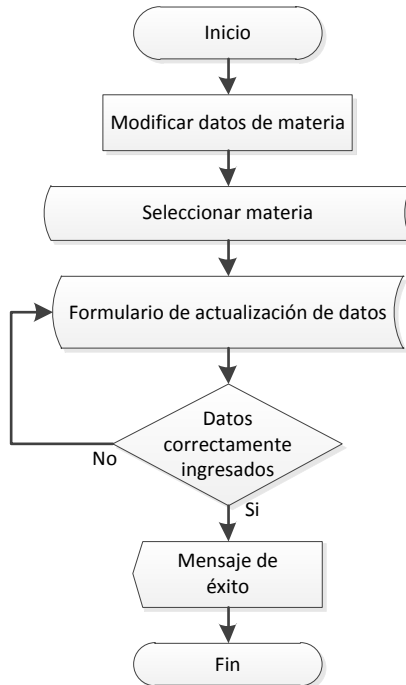 Inicio
Modificar datos de materia
Seleccionar materia
Formulario de actualización de datos
Datos
correctamente
ingresados
No
Si
Mensaje de
éxito
Fin